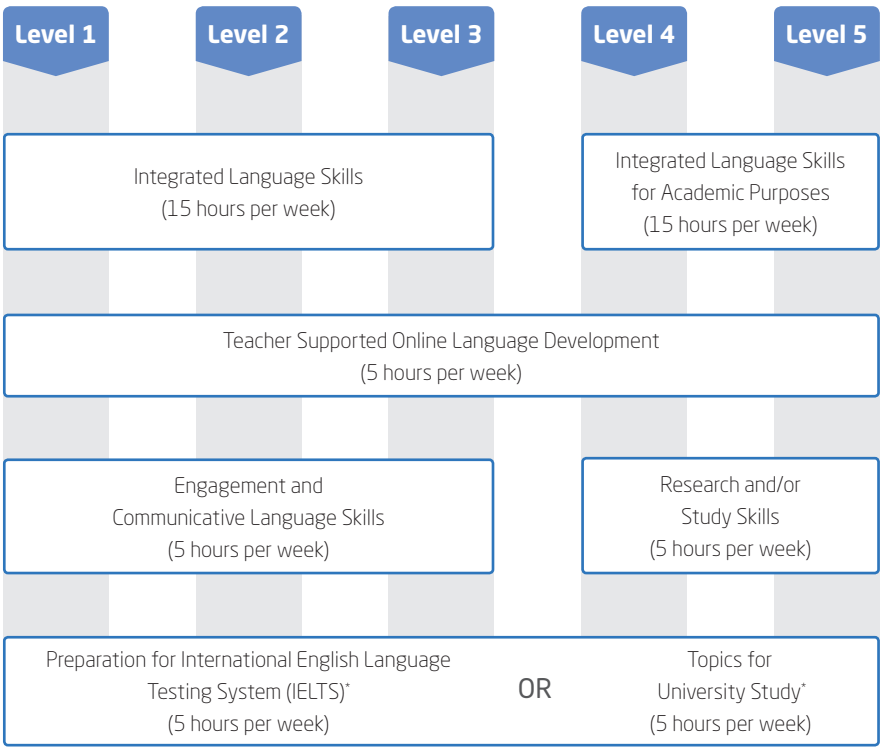 Level 1
Level 2
Level 3
Level 4
Level 5
Integrated Language Skills
(15 hours per week)
Integrated Language Skills
for Academic Purposes
(15 hours per week)
Teacher Supported Online Language Development
(5 hours per week)
Engagement and
Communicative Language Skills
(5 hours per week)
Research and/or
Study Skills
(5 hours per week)
Preparation for International English Language
Testing System (IELTS)*
(5 hours per week)
OR
Topics for
University Study*
(5 hours per week)